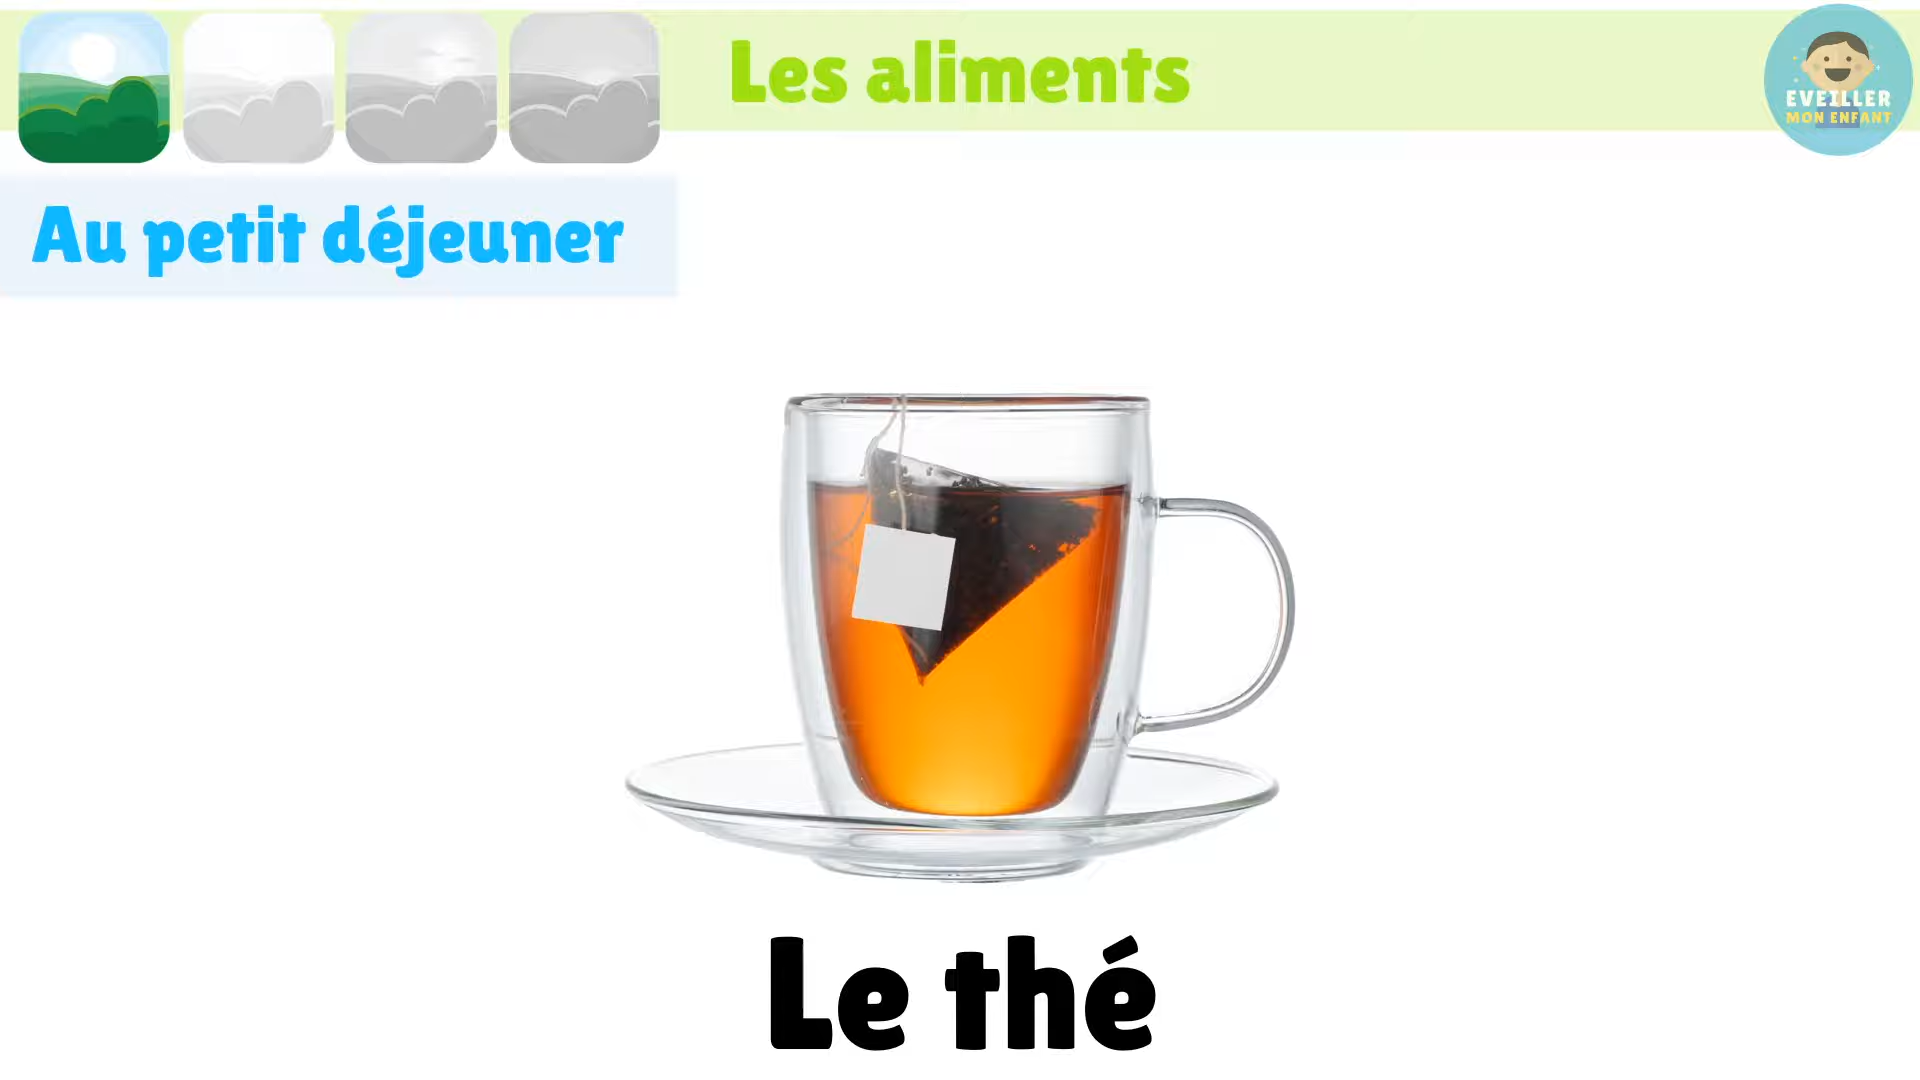 Les aliments
EVEILLER
MON ENFANT
Au petit déjeuner
Le thé